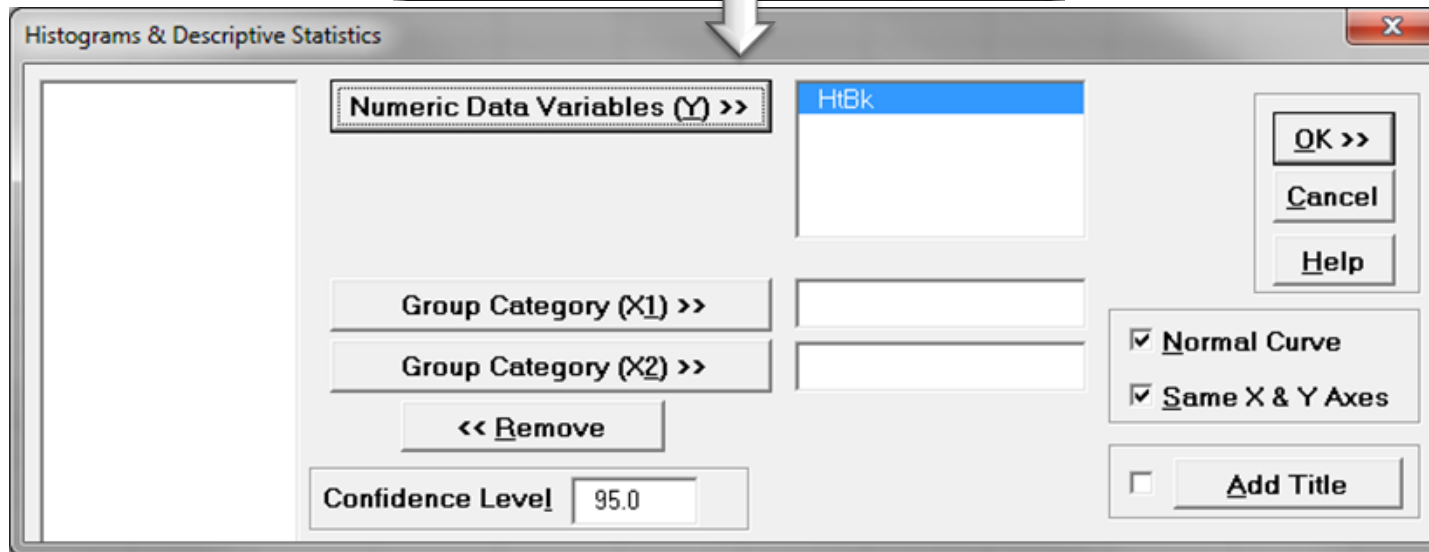 Histograms & Descriptive Statistics
Numeric Data Variables (Y) >>
HtBk
OK >>
Cancel
Help
Group Category (X1) >>
Group Category (X2) >>
<< Remove
Normal Curve
Same X & Y Axes
Confidence Level 95.0
Add Title